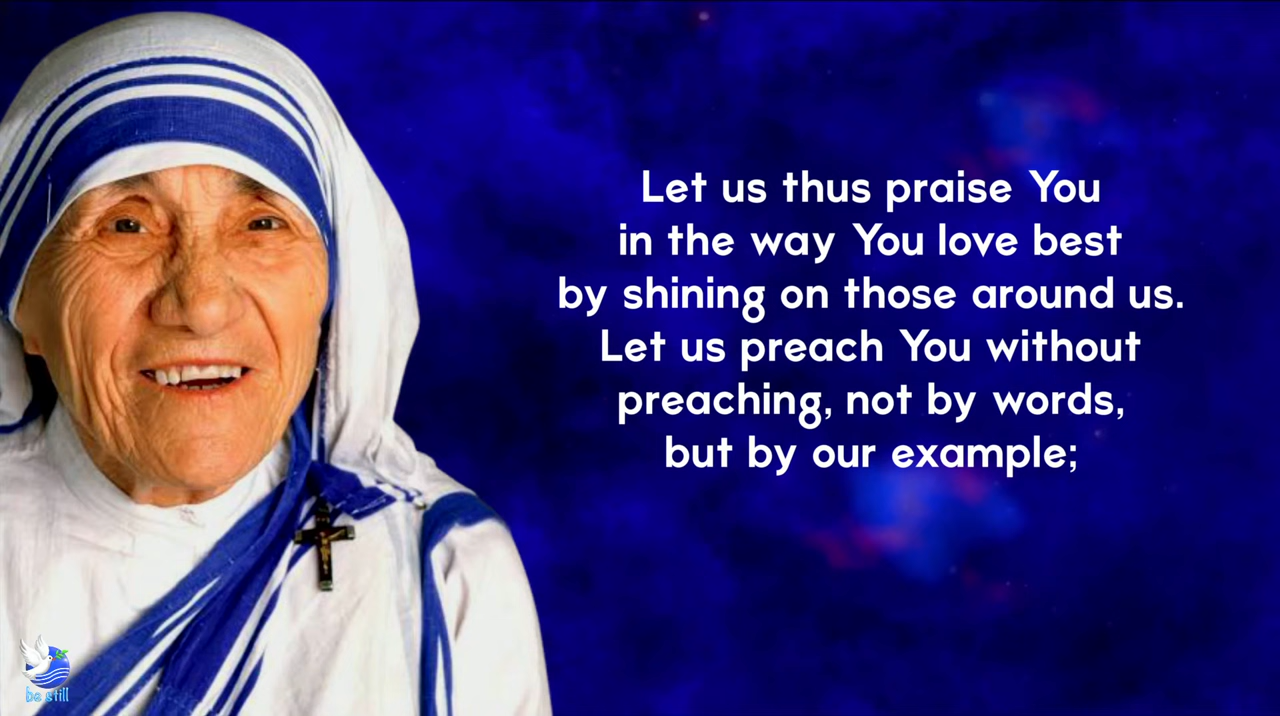 Let us thus praise You
in the way You love best
by shining on those around us.
Let us preach You without
preaching, not by words,
but by our example;
be still